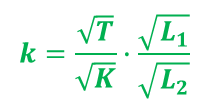 k = √T / √K · √L₁ / √L₂